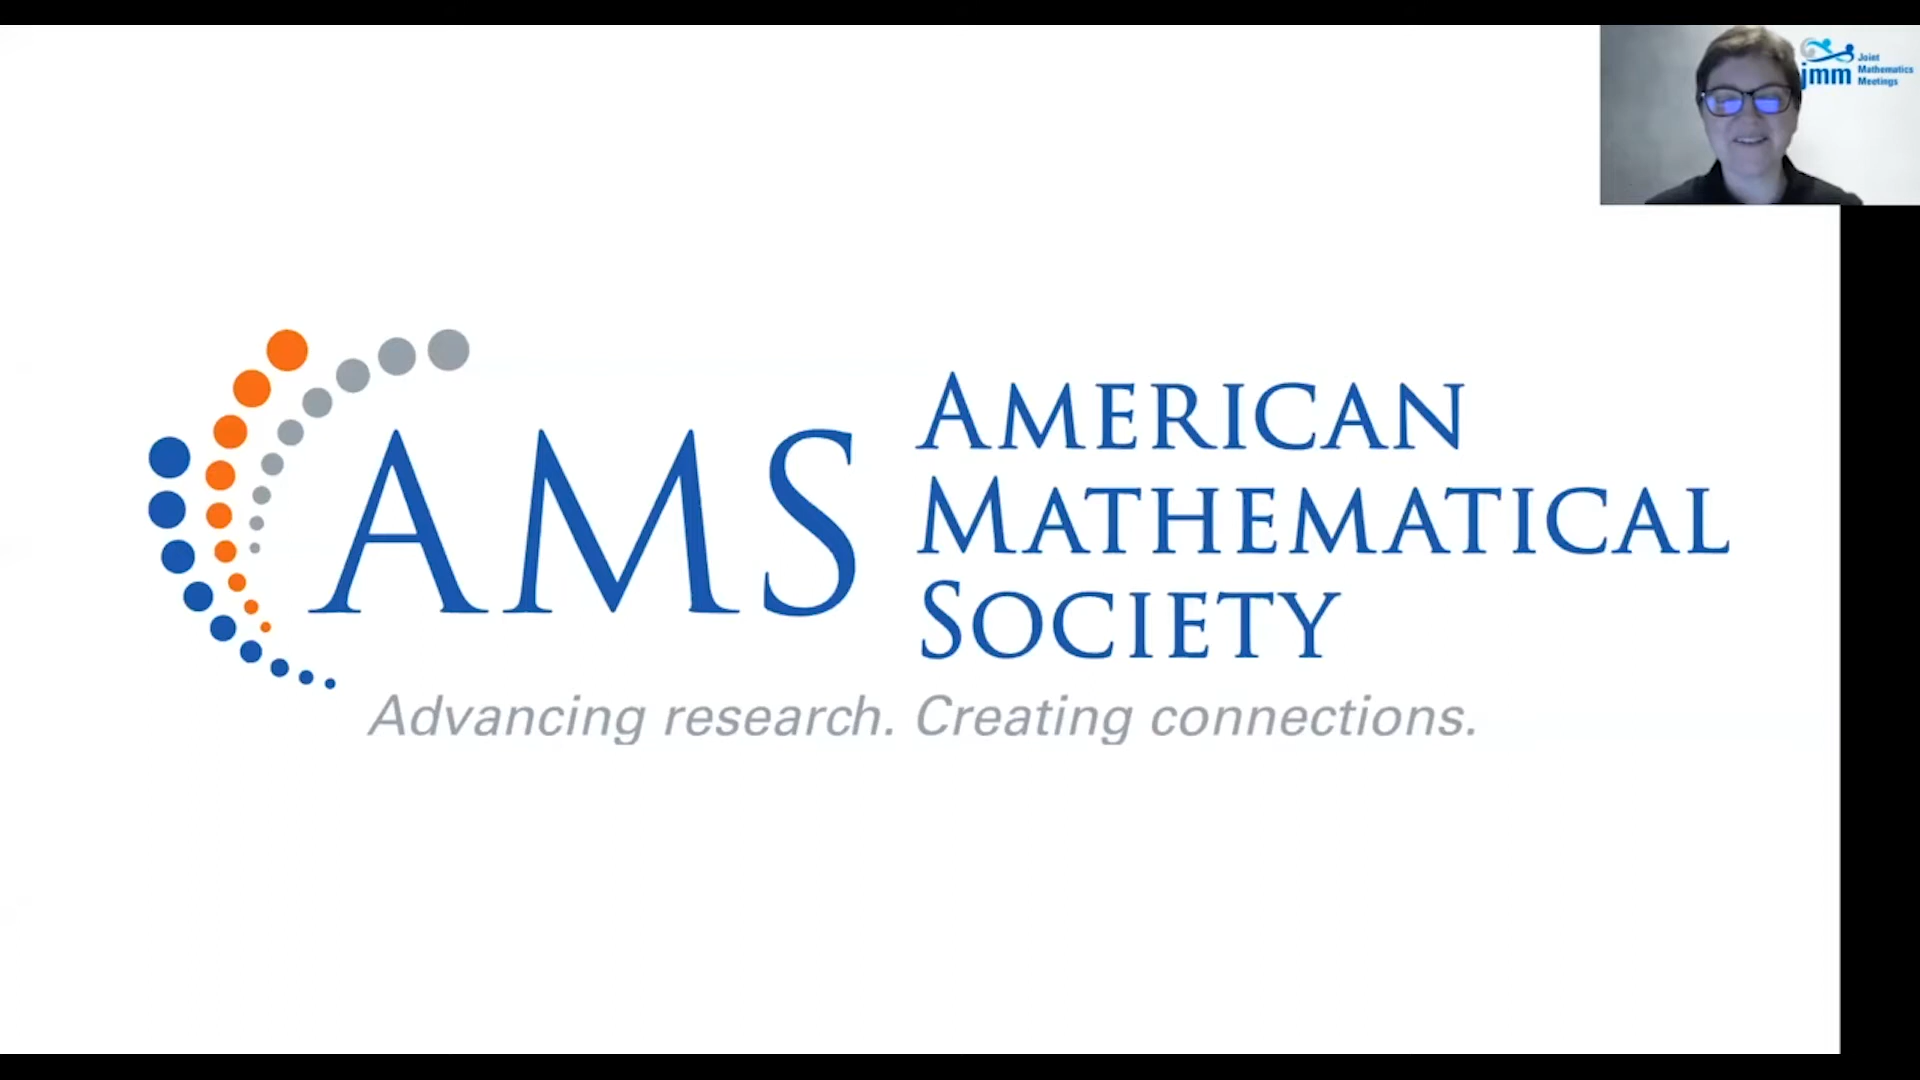 jmm
Joint
Mathematics
Meetings
AMS
AMERICAN
MATHEMATICAL
SOCIETY
Advancing research. Creating connections.